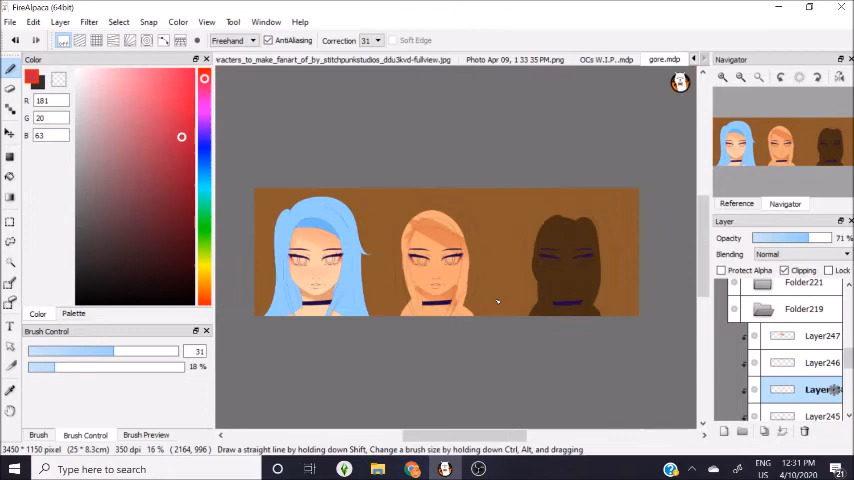 FireAlpaca (64bit)
File Edit Layer Filter Select Snap Color View Tool Window Help
Freehand AntiAliasing Correction 31 Soft Edge
Color
racters_to_make_fanart_of_by_stitchpunkstudios_ddu3kvd-fullview.jpg Photo Apr 09, 1 33 35 PM.png OCs W.I.P..mdp gore.mdp
Navigator
R 181
G 20
B 63
Reference Navigator
Layer
Opacity 71 %
Blending Normal
Protect Alpha Clipping Lock
Folder221
Folder219
Layer247
Layer246
Layer
Layer245
Color Palette
Brush Control
31
18 %
Brush Brush Control Brush Preview
3450 * 1150 pixel (25 * 8.3cm) 350 dpi 16 % ( 2164, 996 ) Draw a straight line by holding down Shift, Change a brush size by holding down Ctrl, Alt, and dragging
Type here to search
ENG
US
12:31 PM
4/10/2020
21